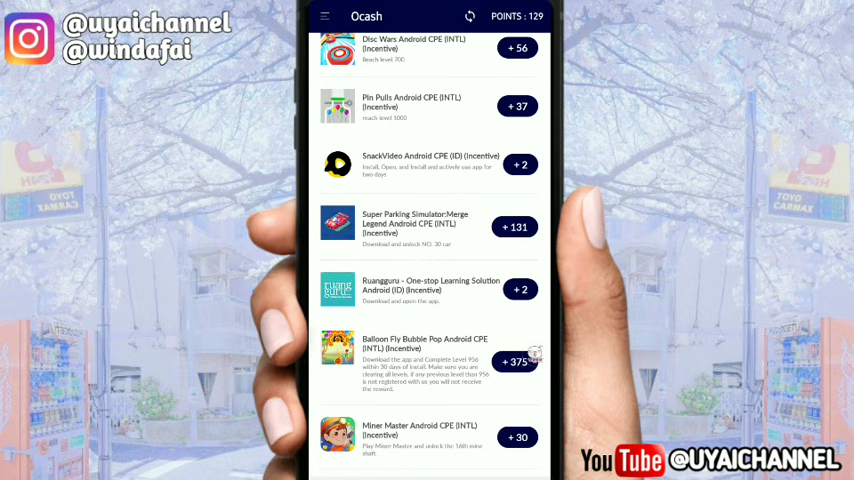 @uyaichannel
@windafai
Ocash
POINTS : 129
Disc Wars Android CPE (INTL)
(Incentive)
Reach level 700
+ 56
Pin Pulls Android CPE (INTL)
(Incentive)
reach level 1000
+ 37
SnackVideo Android CPE (ID) (Incentive)
Install, Open, and Install and actively use app for
two days
+ 2
Super Parking Simulator:Merge
Legend Android CPE (INTL)
(Incentive)
Download and unlock NO. 30 car
+ 131
ruang
guru
Ruangguru - One-stop Learning Solution
Android (ID) (Incentive)
Download and open the app.
+ 2
Balloon Fly Bubble Pop Android CPE
(INTL) (Incentive)
Download the app and Complete Level 956
within 30 days of install. Make sure you are
clearing all levels, if any previous level than 956
is not registered with us you will not receive
the reward.
+ 375
Miner Master Android CPE (INTL)
(Incentive)
Play Miner Master and unlock the 16th mine
shaft.
+ 30
TOYO
CARMAX
YouTube @UYAICHANNEL